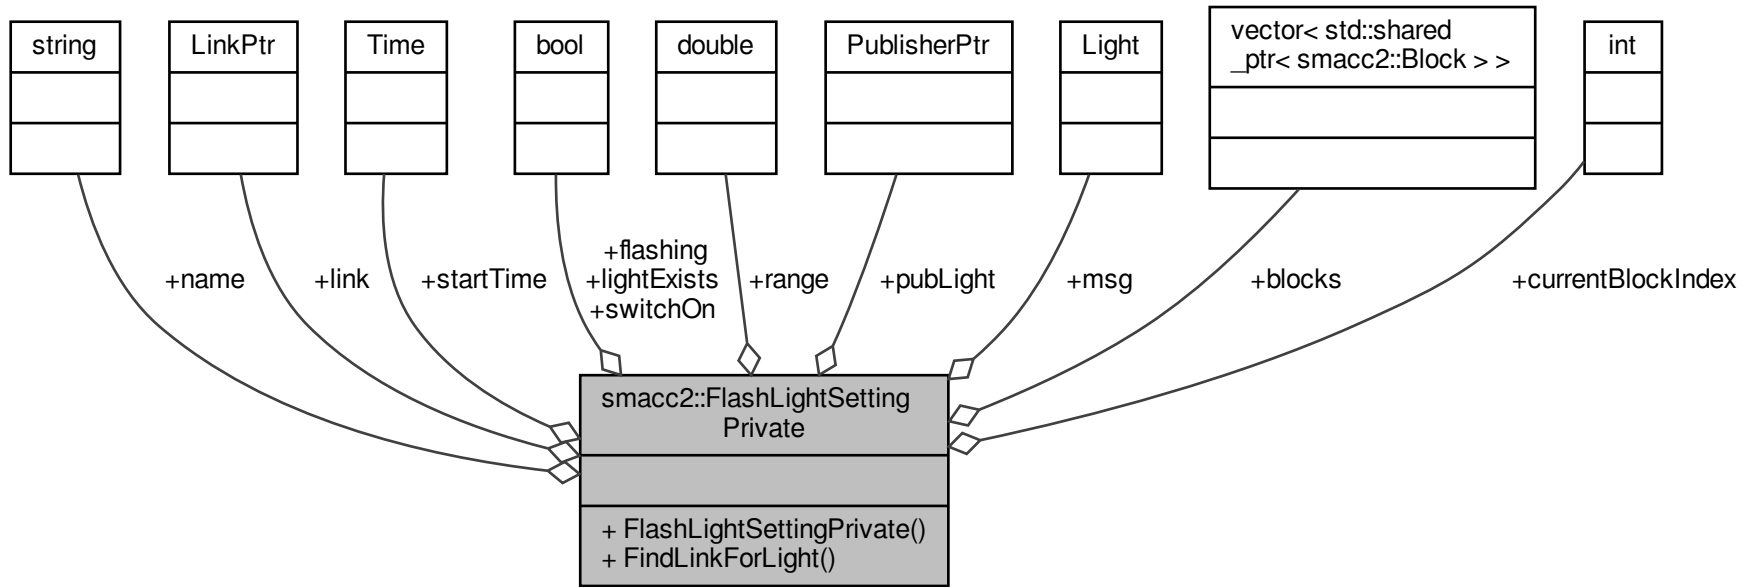 string
LinkPtr
Time
bool
double
PublisherPtr
Light
vector< std::shared
_ptr< smacc2::Block > >
int
+name
+link
+startTime
+flashing
+lightExists
+switchOn
+range
+pubLight
+msg
+blocks
+currentBlockIndex
smacc2::FlashLightSetting
Private
+ FlashLightSettingPrivate()
+ FindLinkForLight()